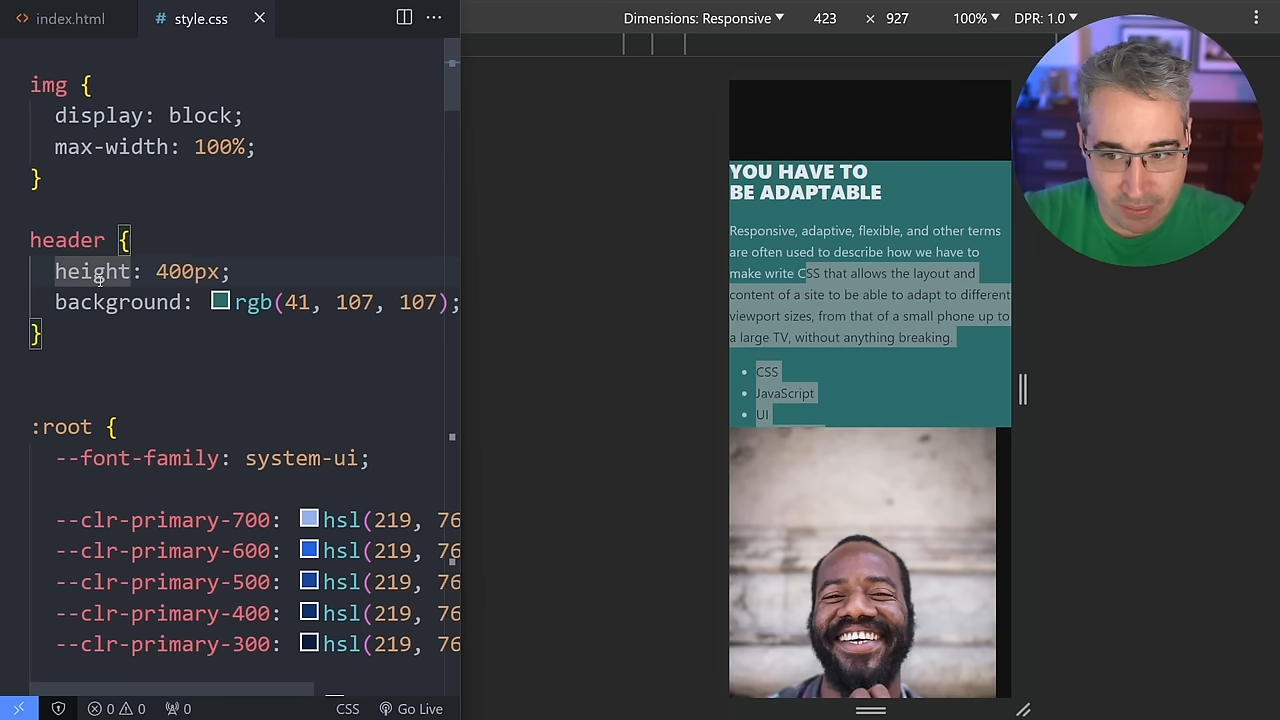 index.html
# style.css
Dimensions: Responsive 423 × 927 100% DPR: 1.0
img {
display: block;
max-width: 100%;
}
header {
height: 400px;
background: rgb(41, 107, 107);
}
:root {
--font-family: system-ui;
--clr-primary-700: hsl(219, 76
--clr-primary-600: hsl(219, 76
--clr-primary-500: hsl(219, 76
--clr-primary-400: hsl(219, 76
--clr-primary-300: hsl(219, 76
0 0 0 CSS Go Live
YOU HAVE TO
BE ADAPTABLE
Responsive, adaptive, flexible, and other terms
are often used to describe how we have to
make write CSS that allows the layout and
content of a site to be able to adapt to different
viewport sizes, from that of a small phone up to
a large TV, without anything breaking.
• CSS
• JavaScript
• UI